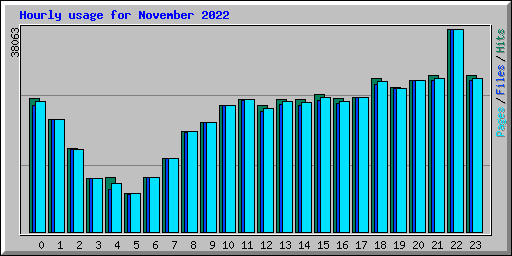 Hourly usage for November 2022
38063
Pages / Files / Hits
0 1 2 3 4 5 6 7 8 9 10 11 12 13 14 15 16 17 18 19 20 21 22 23